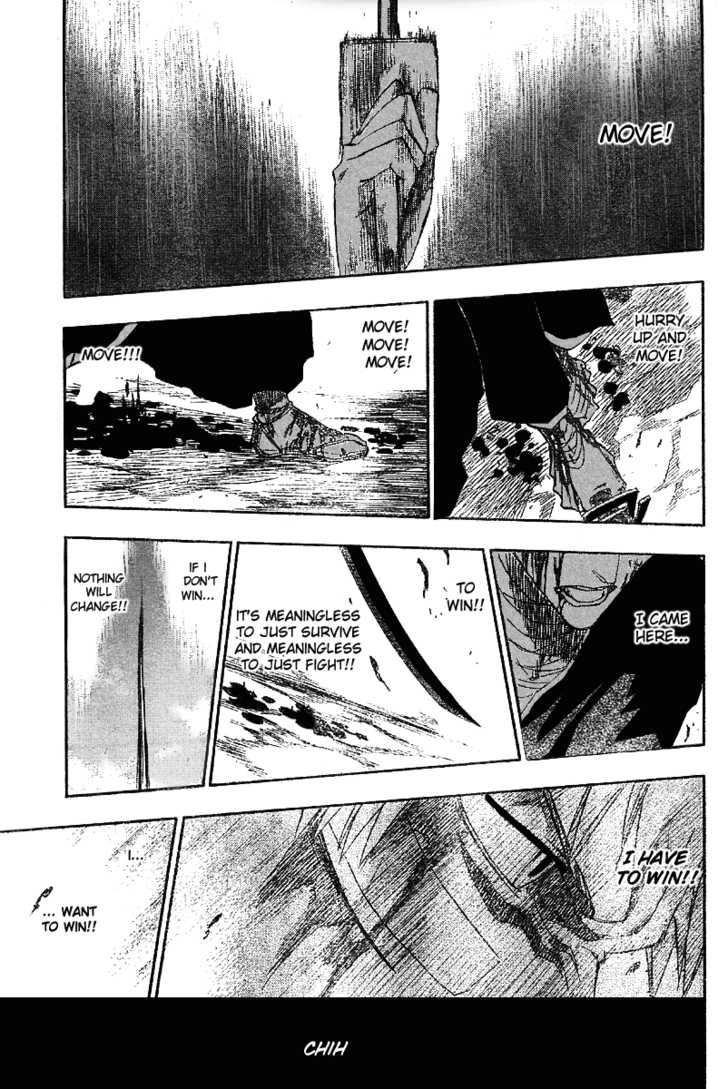 MOVE!
HURRY
UP AND
MOVE!
MOVE!
MOVE!
MOVE!
MOVE!!!
I CAME
HERE...
TO
WIN!!
IT'S MEANINGLESS
TO JUST SURVIVE
AND MEANINGLESS
TO JUST FIGHT!!
IF I
DON'T
WIN...
NOTHING
WILL
CHANGE!!
I HAVE
TO WIN!!
I...
... WANT
TO WIN!!
CHIH